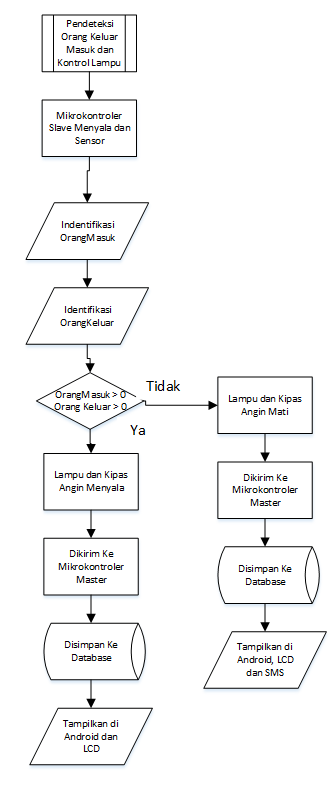 Pendeteksi
Orang Keluar
Masuk dan
Kontrol Lampu
Mikrokontroler
Slave Menyala dan
Sensor
Indentifikasi
OrangMasuk
Identifikasi
OrangKeluar
OrangMasuk > 0
Orang Keluar > 0
Tidak
Ya
Lampu dan Kipas
Angin Menyala
Dikirim Ke
Mikrokontroler
Master
Disimpan Ke
Database
Tampilkan di
Android dan
LCD
Lampu dan Kipas
Angin Mati
Dikirim Ke
Mikrokontroler
Master
Disimpan Ke
Database
Tampilkan di
Android, LCD
dan SMS